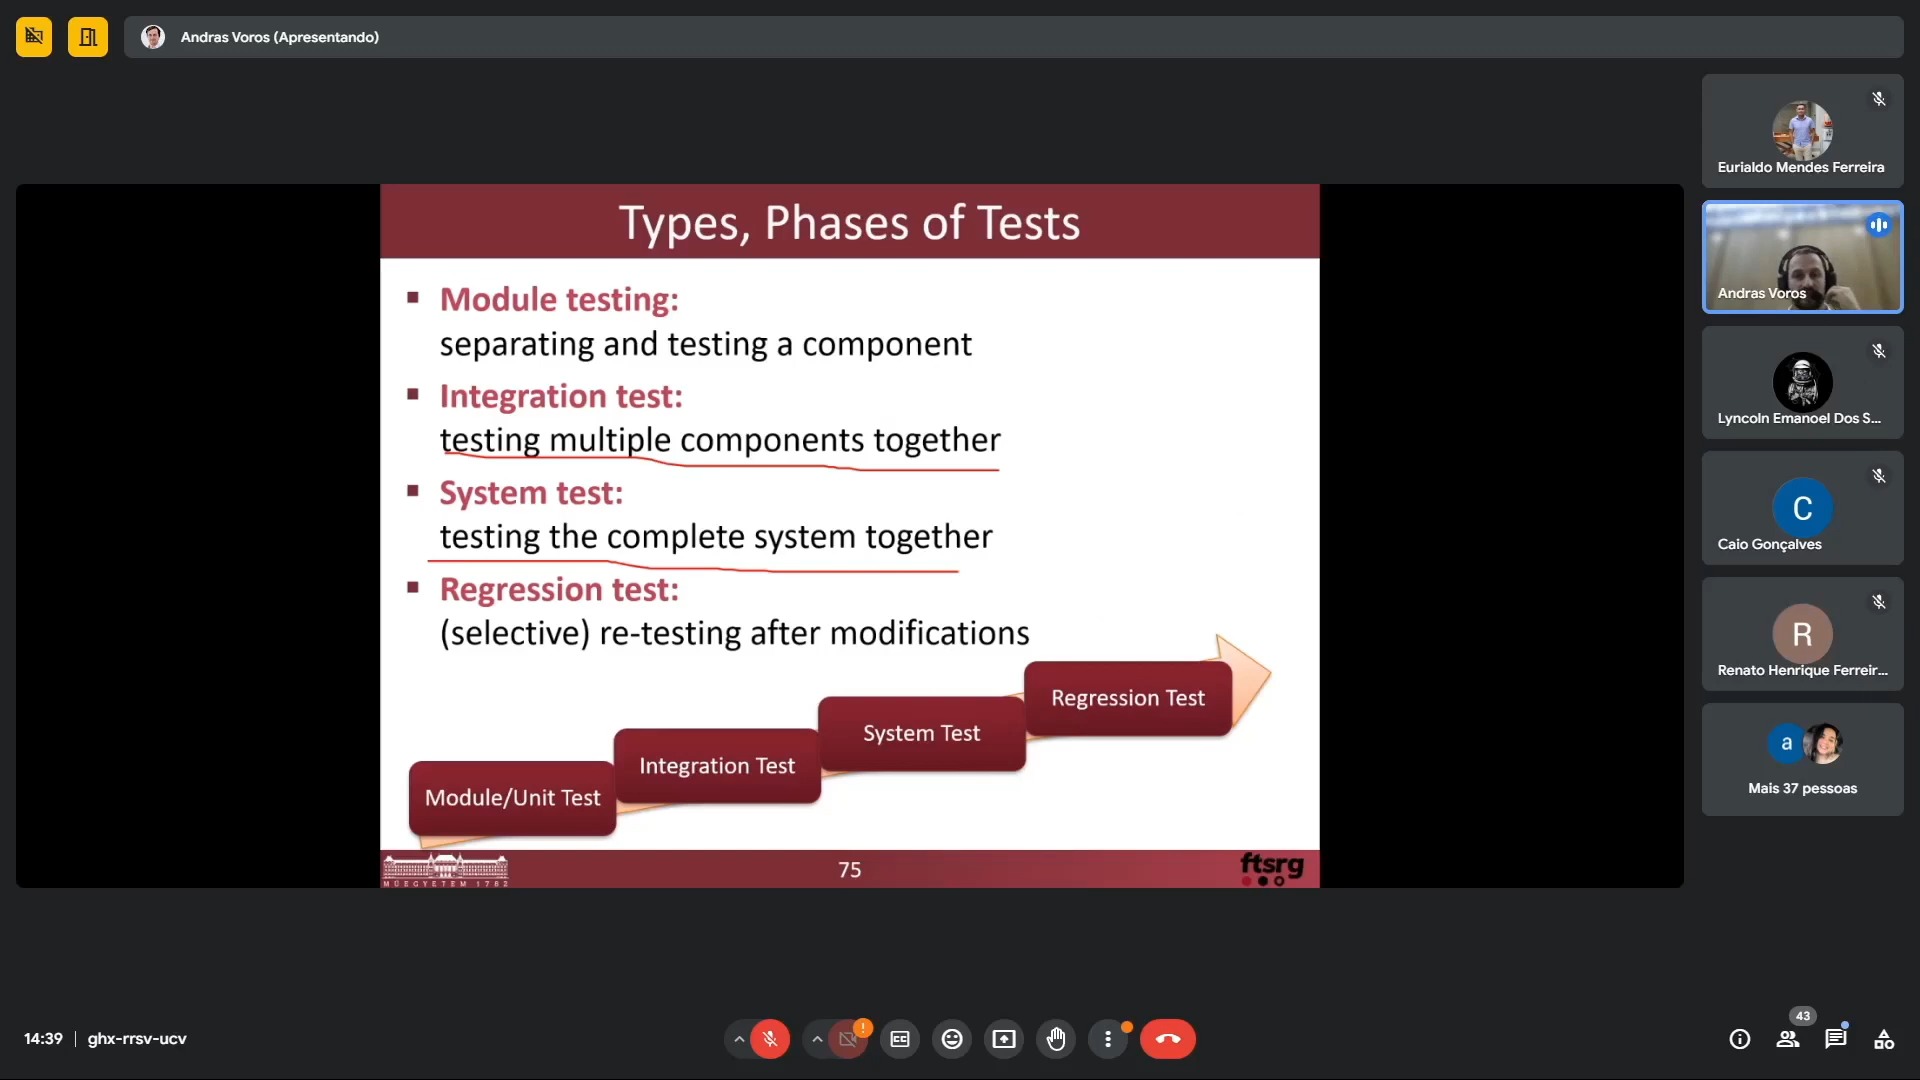 Andras Voros (Apresentando)
Types, Phases of Tests
Module testing:
separating and testing a component
Integration test:
testing multiple components together
System test:
testing the complete system together
Regression test:
(selective) re-testing after modifications
Module/Unit Test
Integration Test
System Test
Regression Test
MŰEGYETEM 1782
75
ftsrg
Eurialdo Mendes Ferreira
Andras Voros
Lyncoln Emanoel Dos S...
C
Caio Gonçalves
R
Renato Henrique Ferreir...
a
Mais 37 pessoas
14:39 | ghx-rrsv-ucv
43